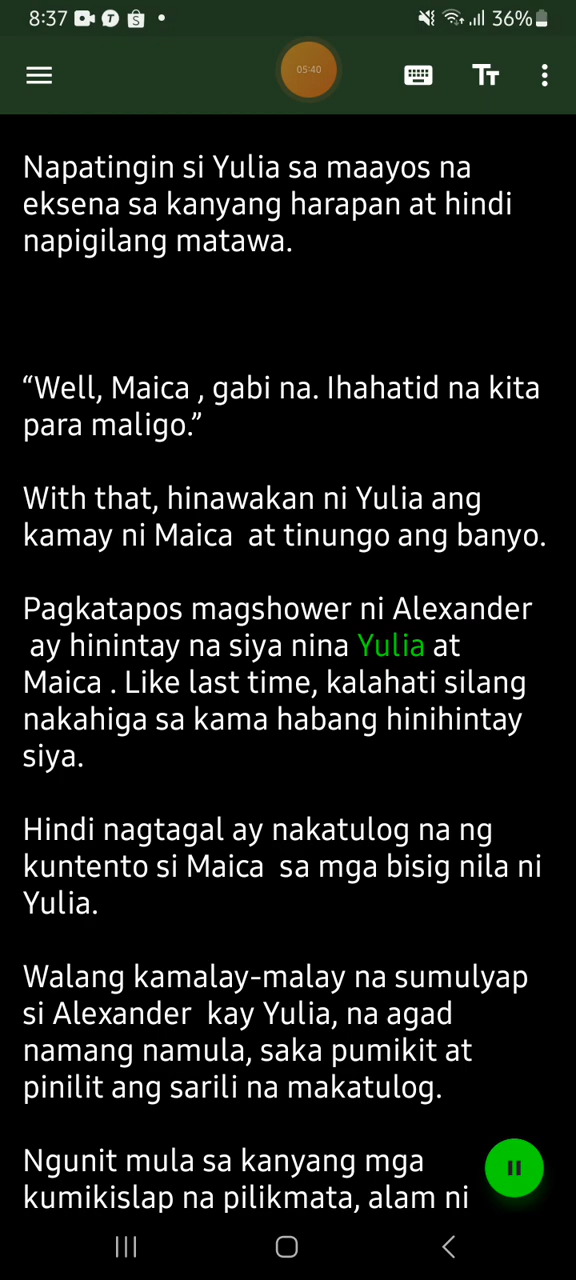 8:37
36%
05:40
Napatingin si Yulia sa maayos na
eksena sa kanyang harapan at hindi
napigilang matawa.
“Well, Maica , gabi na. Ihahatid na kita
para maligo.”
With that, hinawakan ni Yulia ang
kamay ni Maica  at tinungo ang banyo.
Pagkatapos magshower ni Alexander
ay hinintay na siya nina Yulia at
Maica . Like last time, kalahati silang
nakahiga sa kama habang hinihintay
siya.
Hindi nagtagal ay nakatulog na ng
kuntento si Maica  sa mga bisig nila ni
Yulia.
Walang kamalay-malay na sumulyap
si Alexander  kay Yulia, na agad
namang namula, saka pumikit at
pinilit ang sarili na makatulog.
Ngunit mula sa kanyang mga
kumikislap na pilikmata, alam ni